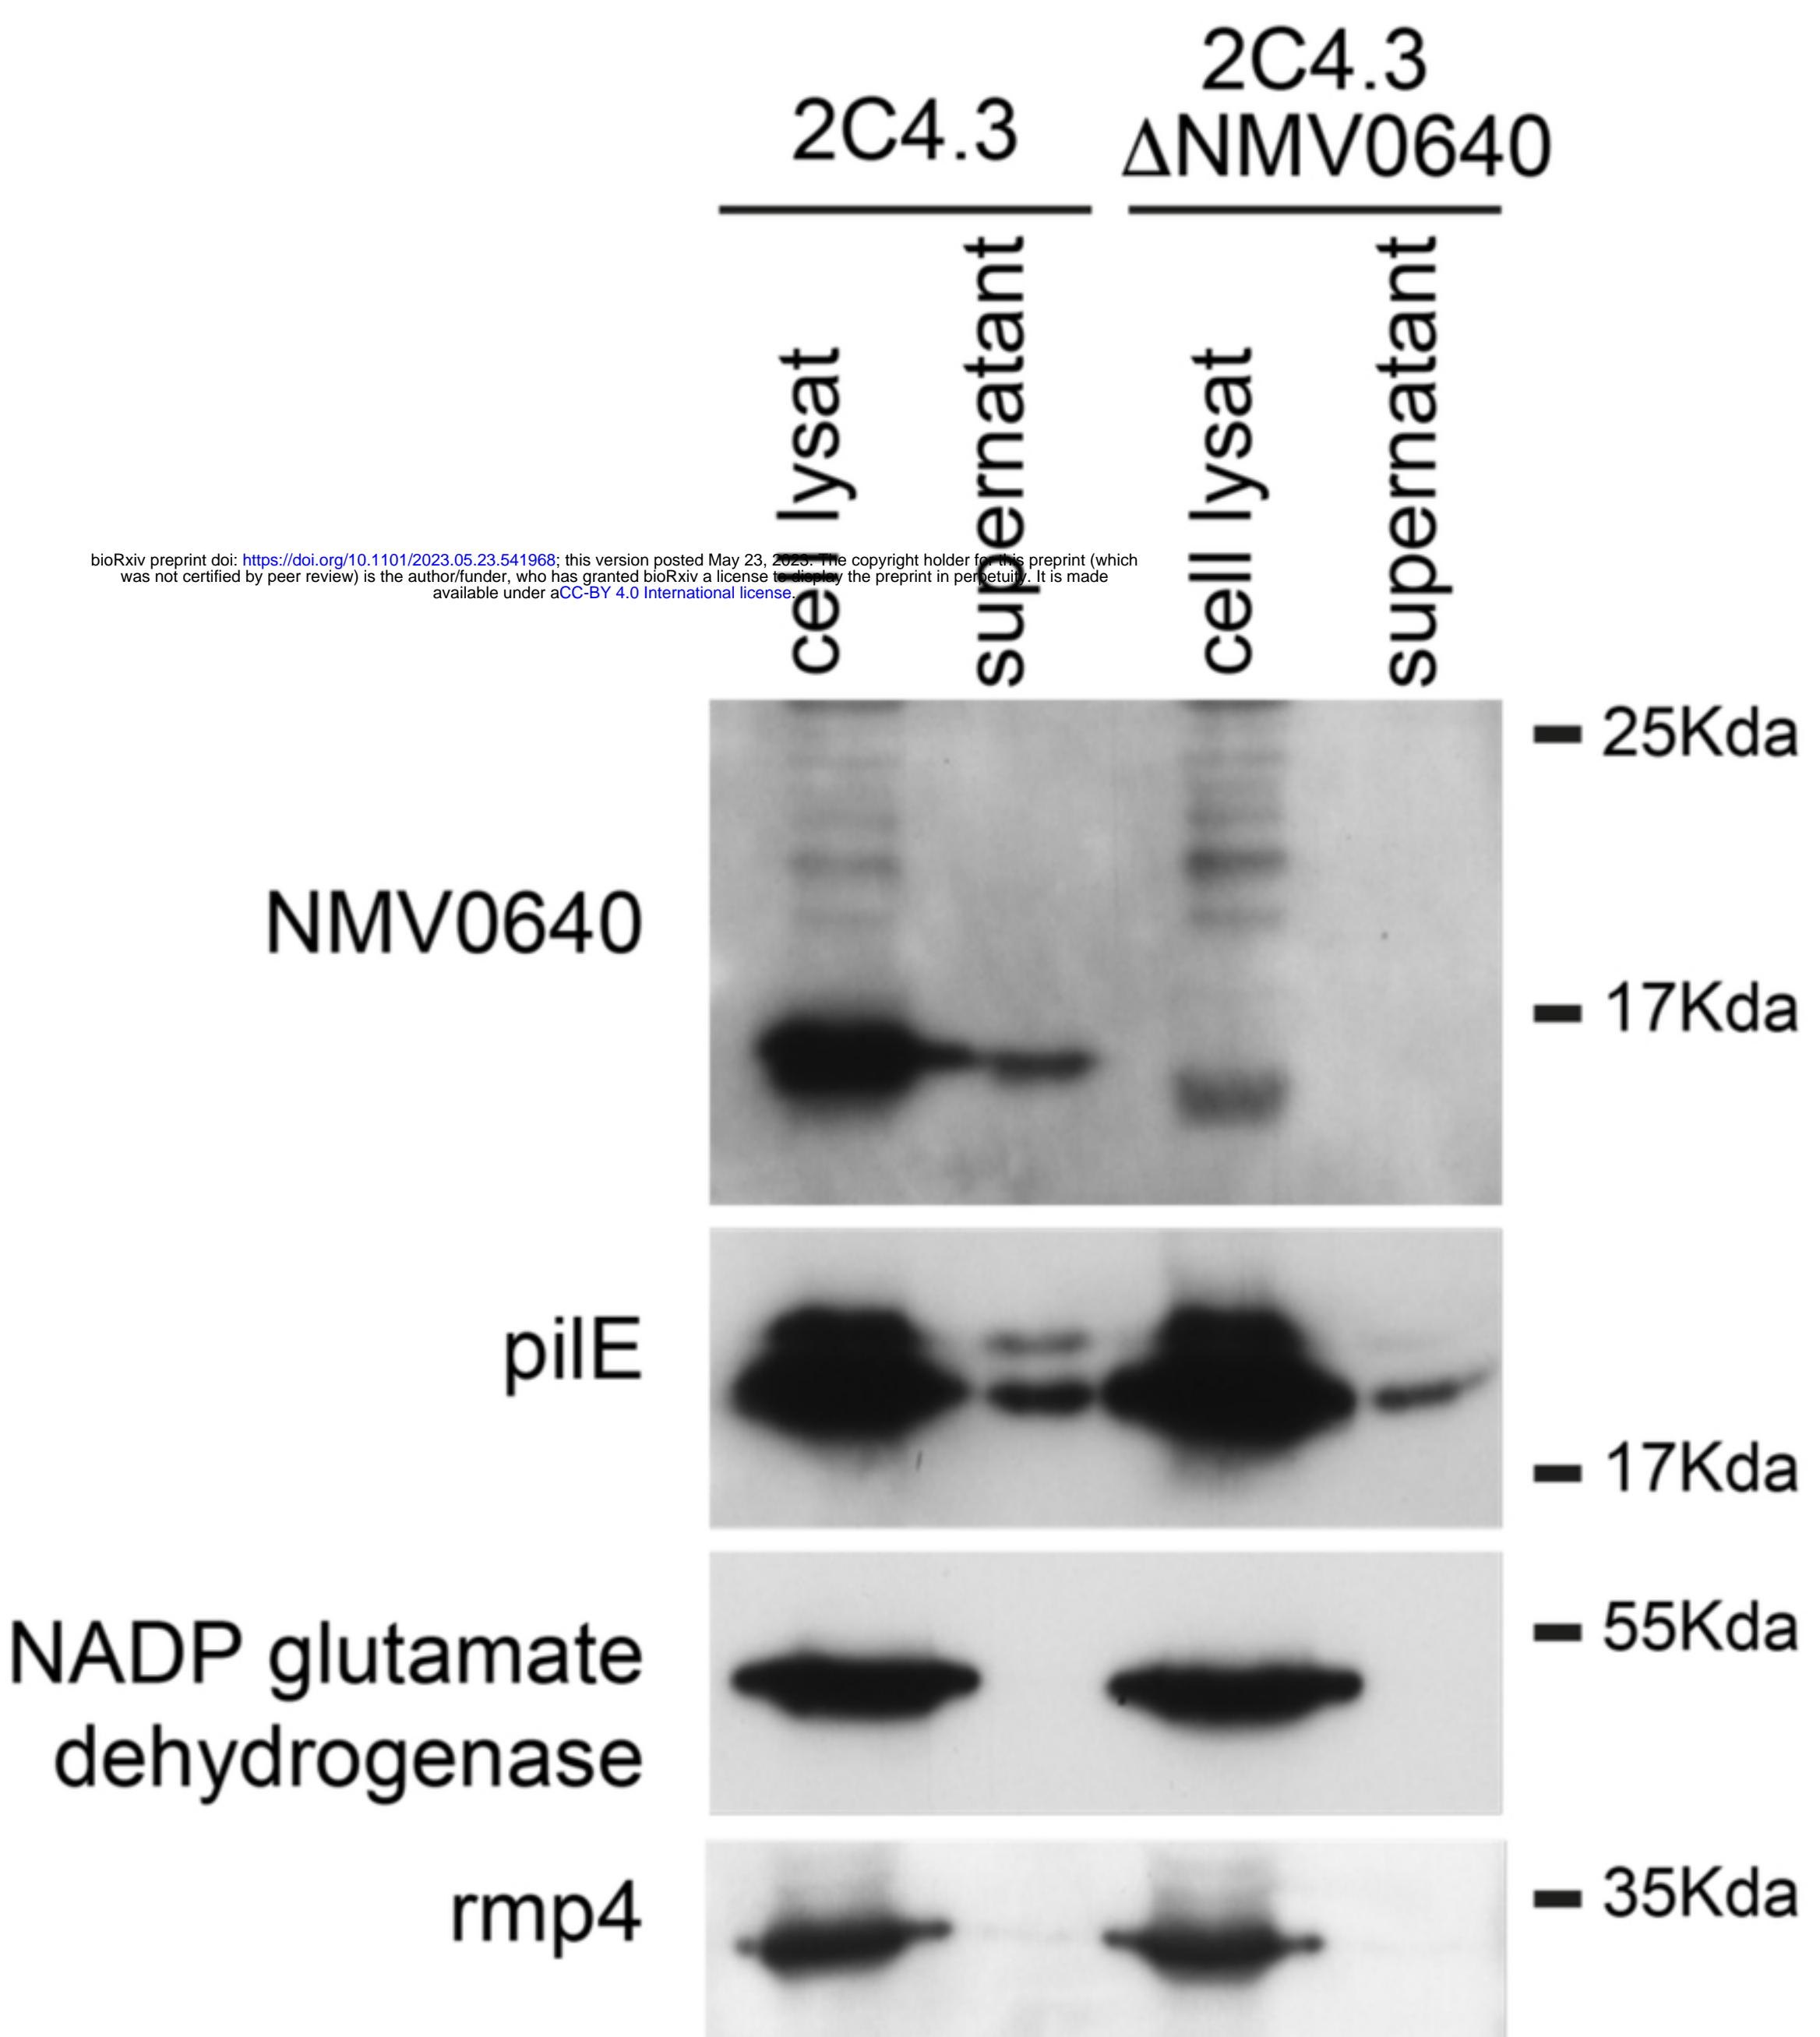 2C4.3
2C4.3
ΔNMV0640
cell lysat
supernatant
cell lysat
supernatant
bioRxiv preprint doi: https://doi.org/10.1101/2023.05.23.541968; this version posted May 23, 2023. The copyright holder for this preprint (which
was not certified by peer review) is the author/funder, who has granted bioRxiv a license to display the preprint in perpetuity. It is made
available under aCC-BY 4.0 International license.
25Kda
NMV0640
17Kda
pilE
17Kda
55Kda
NADP glutamate
dehydrogenase
35Kda
rmp4